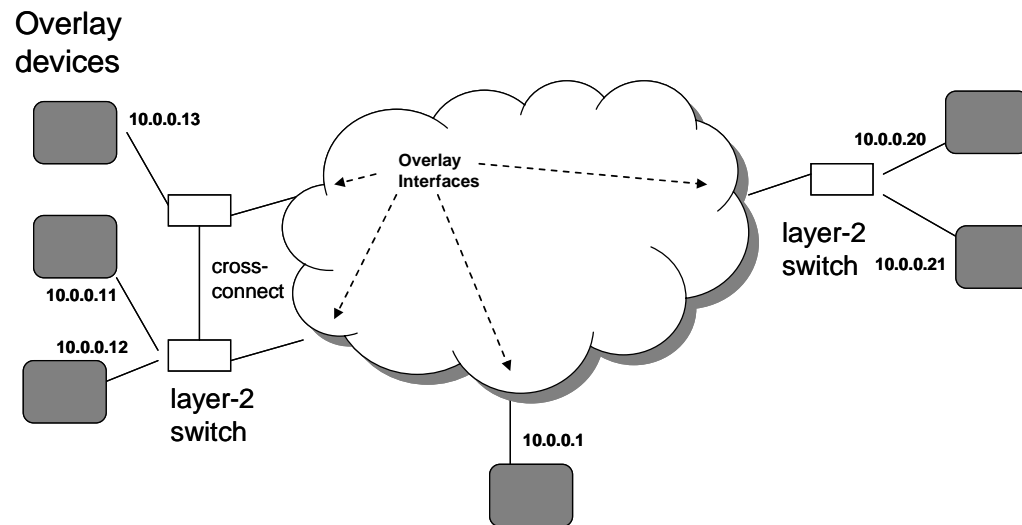 Overlay
devices
10.0.0.13
10.0.0.20
Overlay
Interfaces
layer-2
switch
10.0.0.21
cross-
connect
10.0.0.11
10.0.0.12
layer-2
switch
10.0.0.1